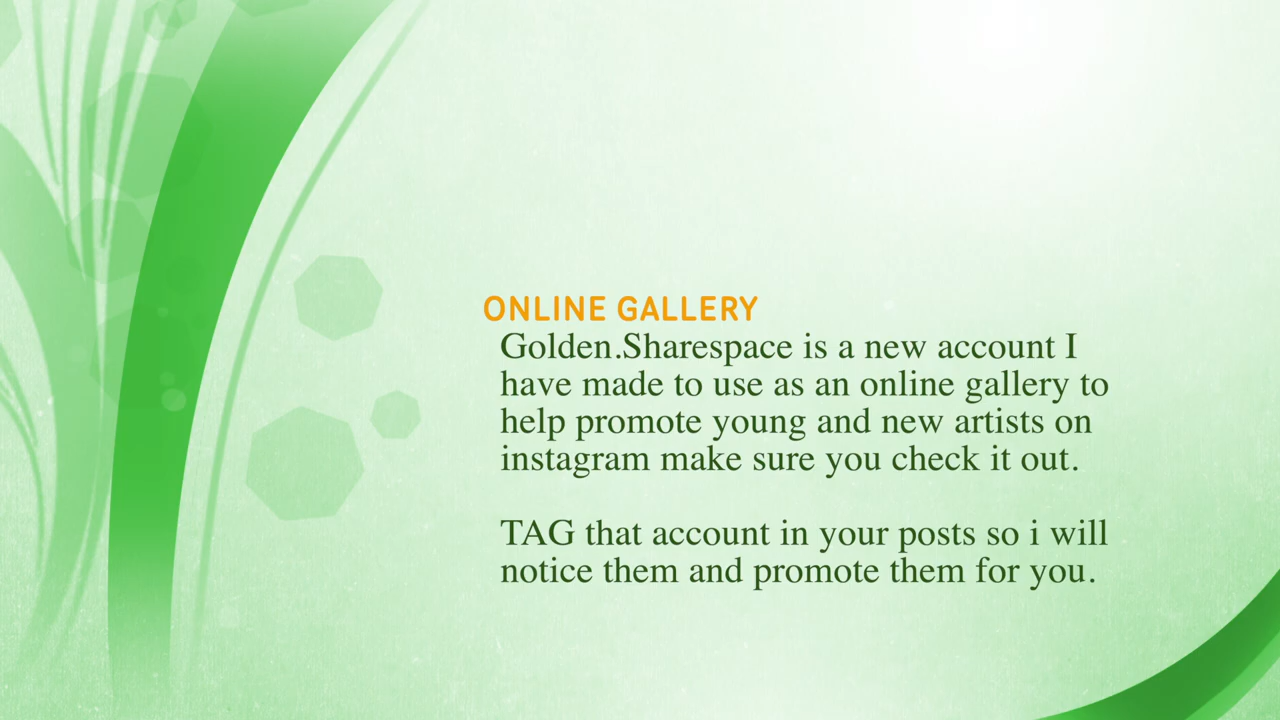 ONLINE GALLERY
Golden.Sharespace is a new account I
have made to use as an online gallery to
help promote young and new artists on
instagram make sure you check it out.
TAG that account in your posts so i will
notice them and promote them for you.